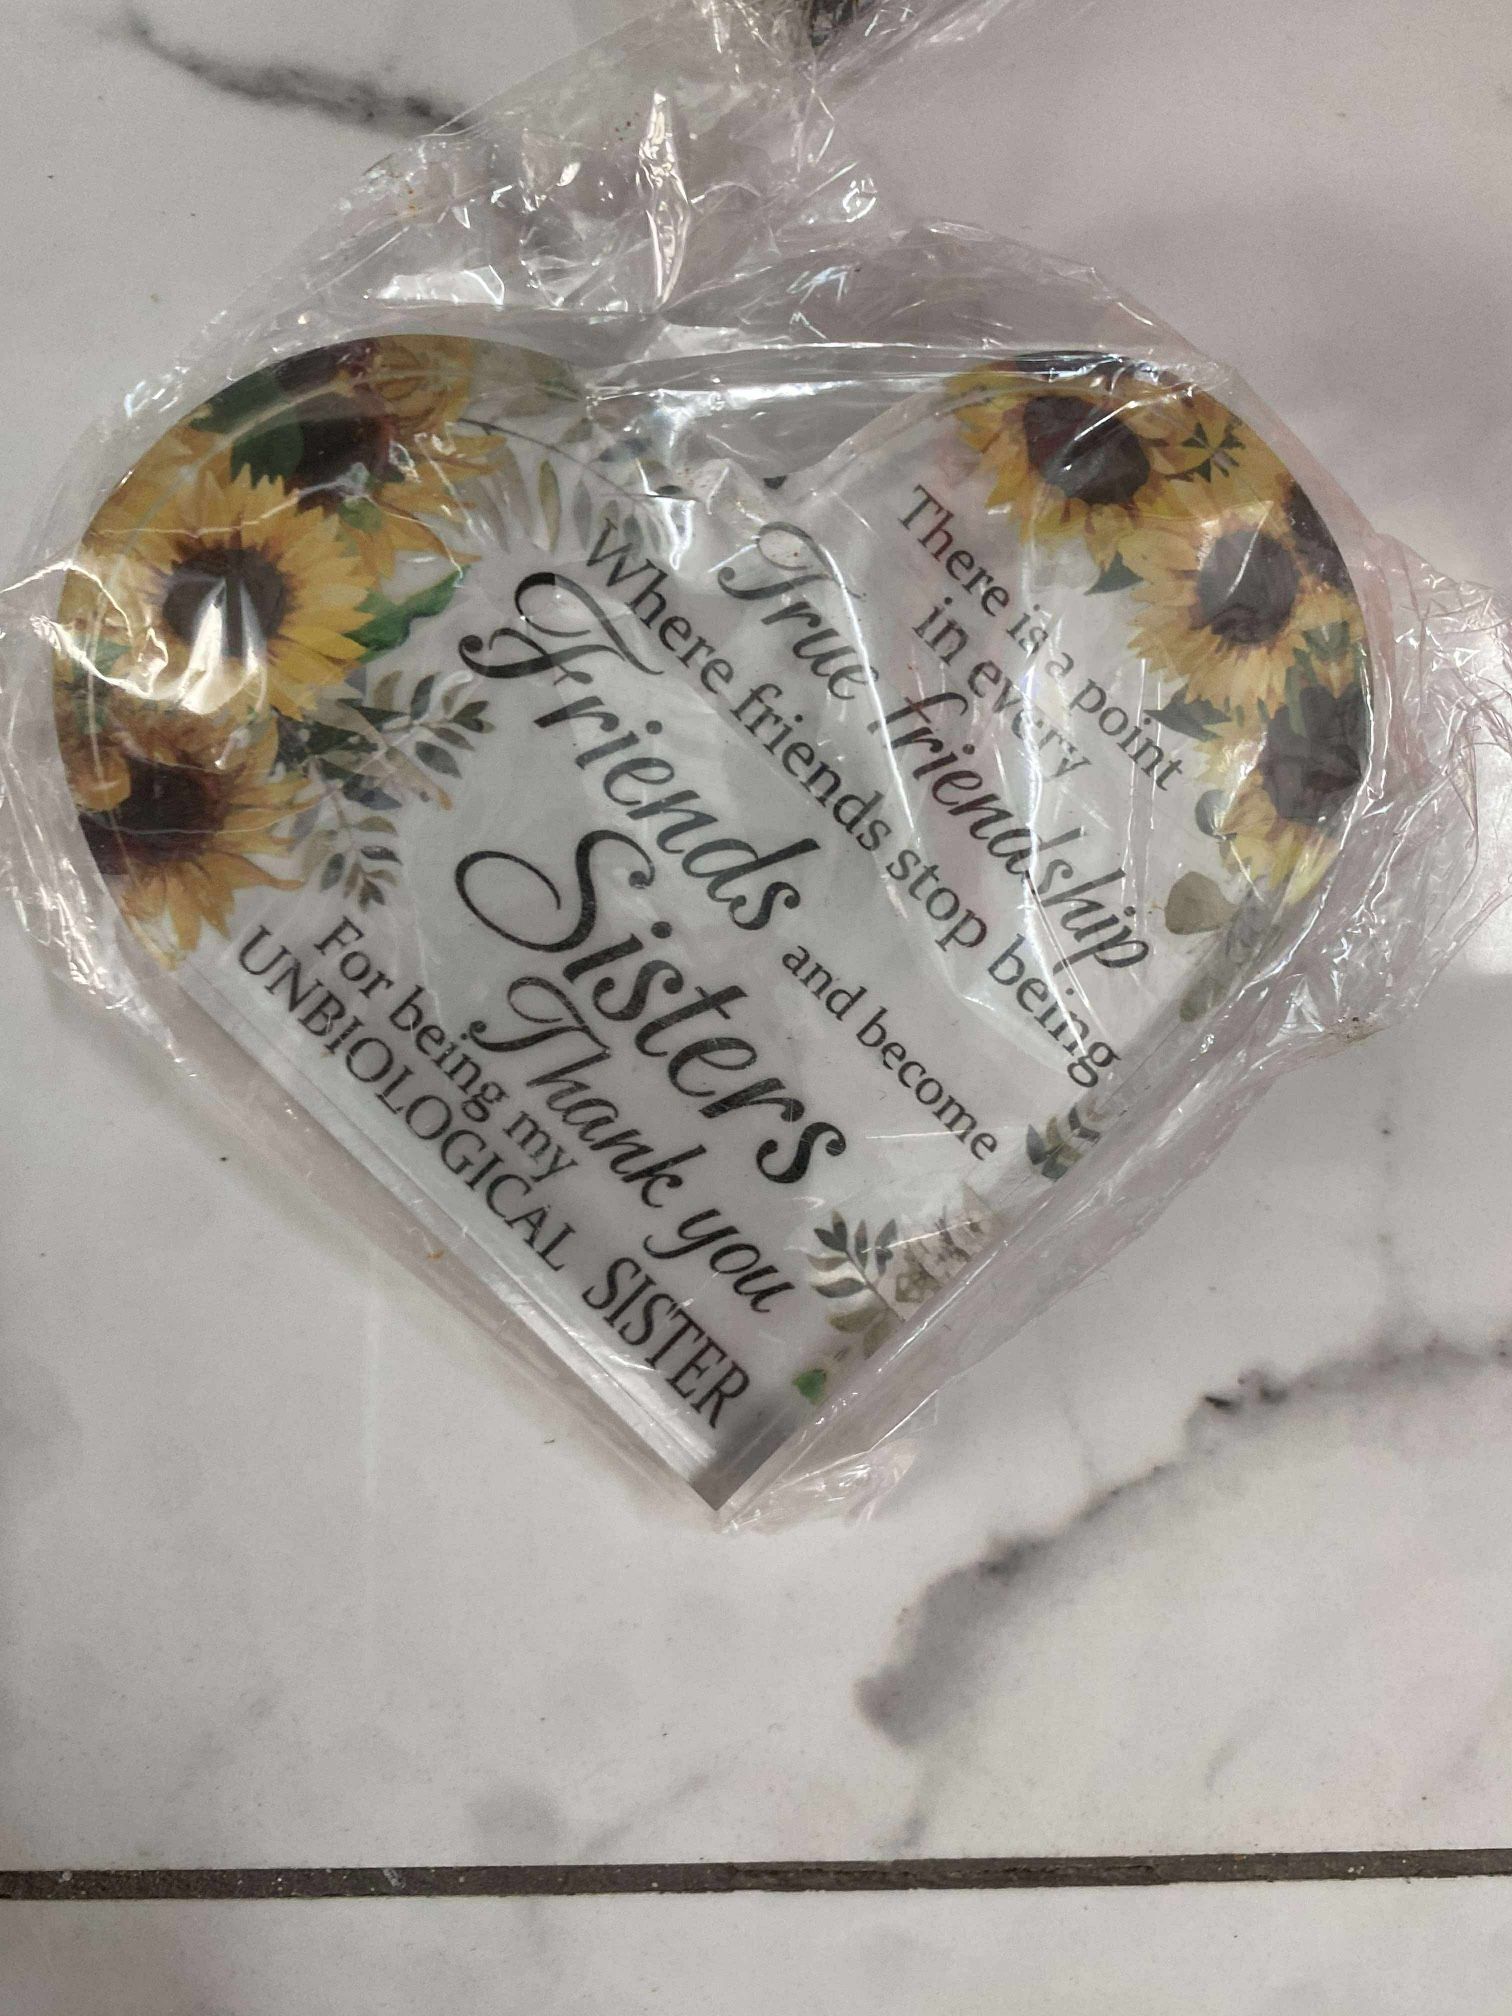 There is a point
in every
True friendship
Where friends stop being
Friends and become
Sisters
Thank you
For being my
UNBIOLOGICAL SISTER